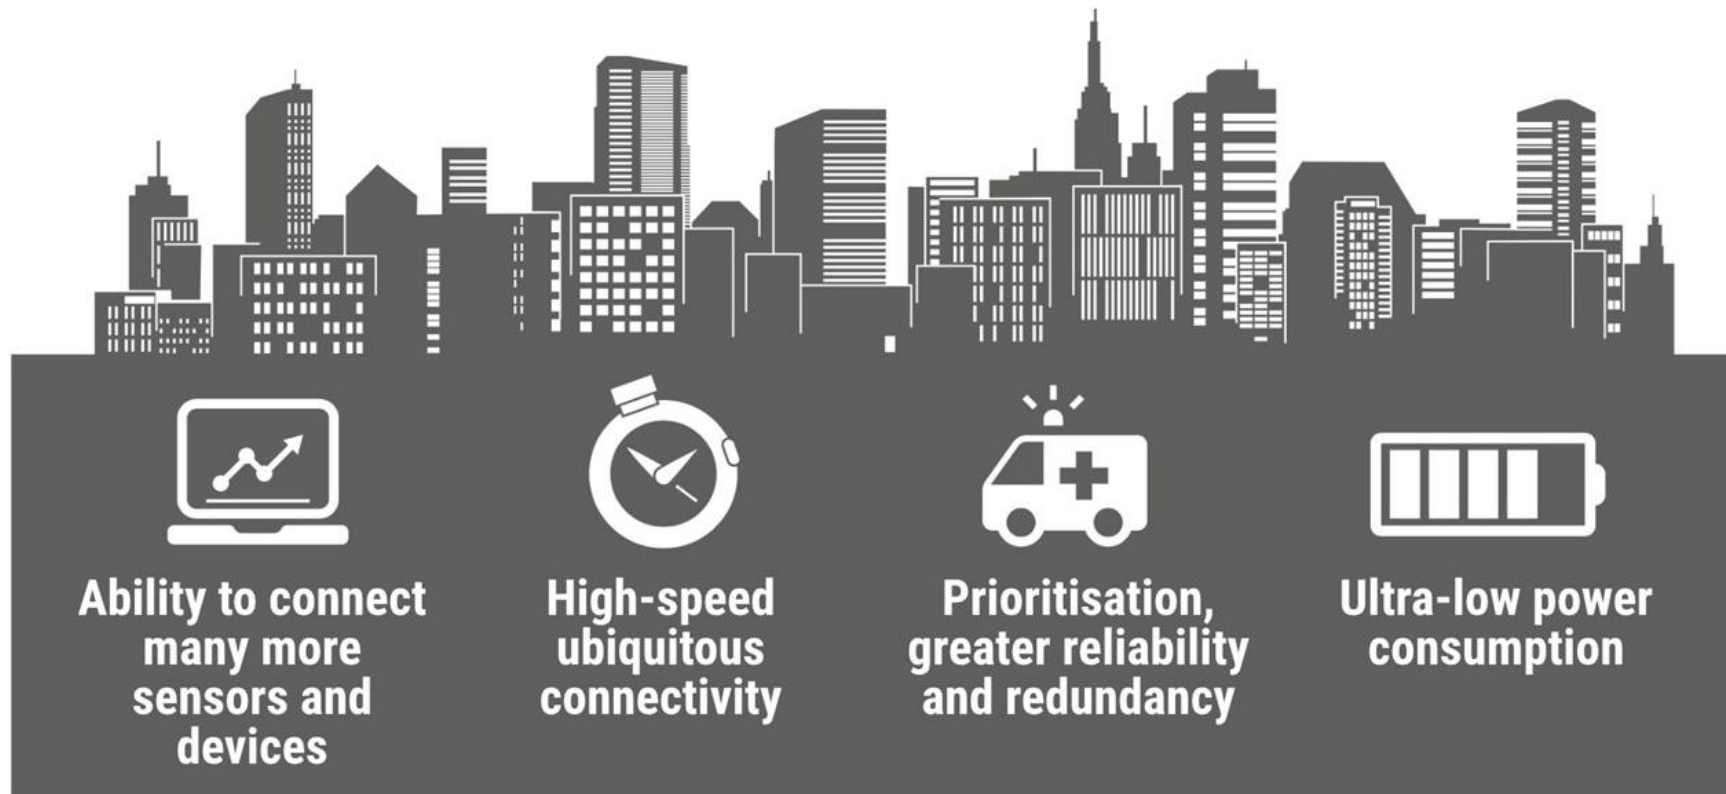 Ability to connect
many more
sensors and
devices
High-speed
ubiquitous
connectivity
Prioritisation,
greater reliability
and redundancy
Ultra-low power
consumption